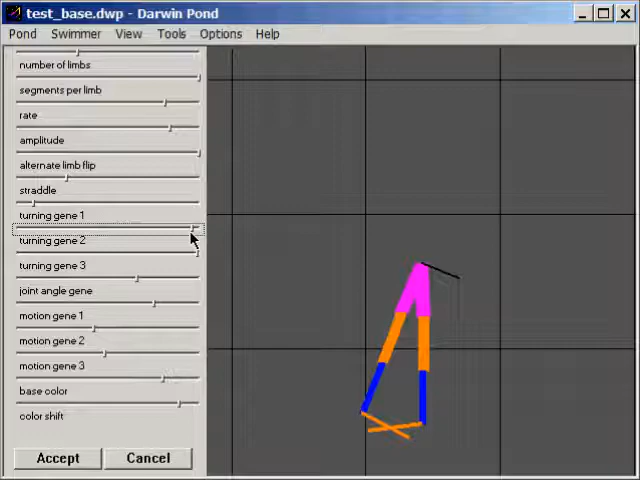 test_base.dwp - Darwin Pond
Pond Swimmer View Tools Options Help
number of limbs
segments per limb
rate
amplitude
alternate limb flip
straddle
turning gene 1
turning gene 2
turning gene 3
joint angle gene
motion gene 1
motion gene 2
motion gene 3
base color
color shift
Accept Cancel